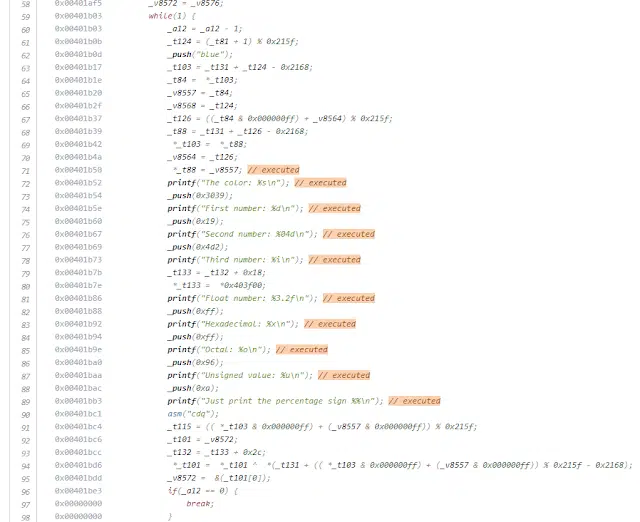 58 0x00401af5 _v8572 = _v8576;
59 0x00401b03 while(1) {
60 0x00401b03 _a12 = _a12 - 1;
61 0x00401b0b _t124 = (_t81 + 1) % 0x215f;
62 0x00401b0d _push("blue");
63 0x00401b17 _t103 = _t131 + _t124 - 0x2168;
64 0x00401b1e _t84 = *_t103;
65 0x00401b20 _v8557 = _t84;
66 0x00401b2f _v8568 = _t124;
67 0x00401b37 _t126 = ((_t84 & 0x000000ff) + _v8564) % 0x215f;
68 0x00401b39 _t88 = _t131 + _t126 - 0x2168;
69 0x00401b42 *_t103 = *_t88;
70 0x00401b4a _v8564 = _t126;
71 0x00401b50 *_t88 = _v8557; // executed
72 0x00401b52 printf("The color: %s\n"); // executed
73 0x00401b54 _push(0x3039);
74 0x00401b5e printf("First number: %d\n"); // executed
75 0x00401b60 _push(0x19);
76 0x00401b67 printf("Second number: %04d\n"); // executed
77 0x00401b69 _push(0x4d2);
78 0x00401b73 printf("Third number: %i\n"); // executed
79 0x00401b7b _t133 = _t132 + 0x18;
80 0x00401b7e *_t133 = *0x403f00;
81 0x00401b86 printf("Float number: %3.2f\n"); // executed
82 0x00401b88 _push(0xff);
83 0x00401b92 printf("Hexadecimal: %x\n"); // executed
84 0x00401b94 _push(0xff);
85 0x00401b9e printf("Octal: %o\n"); // executed
86 0x00401ba0 _push(0x96);
87 0x00401baa printf("Unsigned value: %u\n"); // executed
88 0x00401bac _push(0xa);
89 0x00401bb3 printf("Just print the percentage sign %%\n"); // executed
90 0x00401bc1 asm("cdq");
91 0x00401bc4 _t115 = (( *_t103 & 0x000000ff) + (_v8557 & 0x000000ff)) % 0x215f;
92 0x00401bc6 _t101 = _v8572;
93 0x00401bcc _t132 = _t133 + 0x2c;
94 0x00401bd6 *_t101 = *_t101 ^ *(_t131 + (( *_t103 & 0x000000ff) + (_v8557 & 0x000000ff)) % 0x215f - 0x2168);
95 0x00401bdd _v8572 = &(_t101[0]);
96 0x00401be3 if(_a12 == 0) {
97 0x00000000 break;
98 0x00000000 }